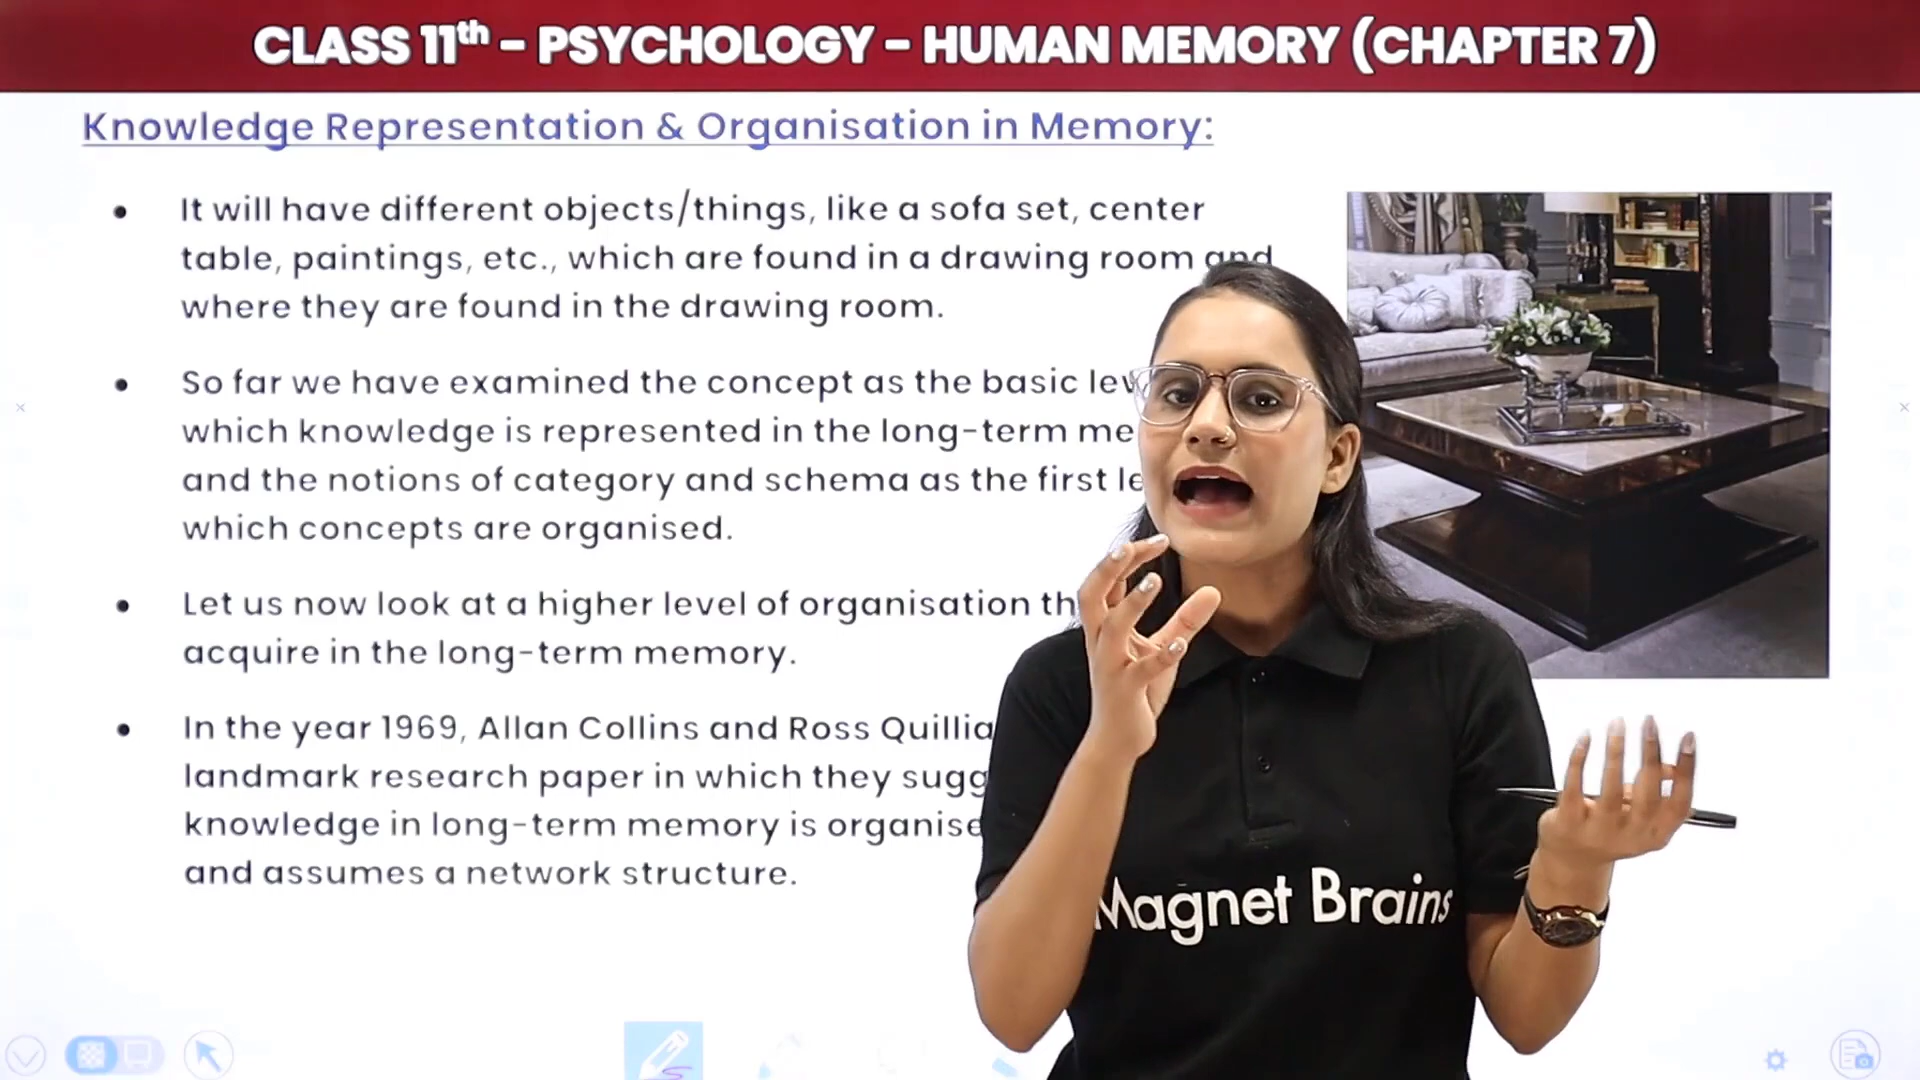 CLASS 11th – PSYCHOLOGY – HUMAN MEMORY (CHAPTER 7)
Knowledge Representation & Organisation in Memory:
• It will have different objects/things, like a sofa set, center
table, paintings, etc., which are found in a drawing room and
where they are found in the drawing room.
• So far we have examined the concept as the basic
which knowledge is represented in the long-term
and the notions of category and schema as the first
which concepts are organised.
• Let us now look at a higher level of organisation
acquire in the long-term memory.
• In the year 1969, Allan Collins and Ross
landmark research paper in which they
knowledge in long-term memory is
and assumes a network structure.
Magnet Brains